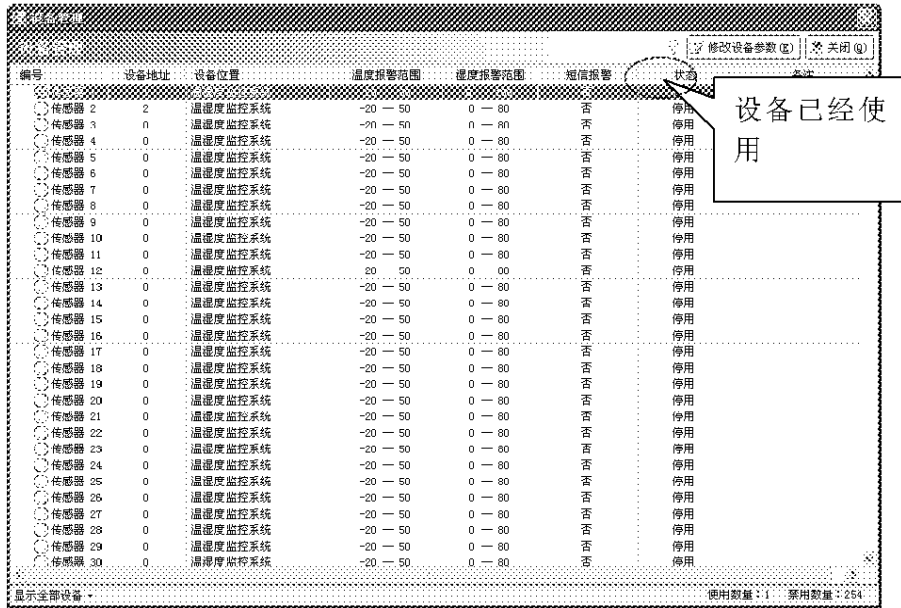 设备管理
设备管理 修改设备参数(E) 关闭(Q)
编号 设备地址 设备位置 温度报警范围 湿度报警范围 短信报警 状态 备注
传感器 2 2 温湿度监控系统 -20 — 50 0 — 80 否 停用
传感器 3 0 温湿度监控系统 -20 — 50 0 — 80 否 停用
传感器 4 0 温湿度监控系统 -20 — 50 0 — 80 否 停用
传感器 5 0 温湿度监控系统 -20 — 50 0 — 80 否 停用
传感器 6 0 温湿度监控系统 -20 — 50 0 — 80 否 停用
传感器 7 0 温湿度监控系统 -20 — 50 0 — 80 否 停用
传感器 8 0 温湿度监控系统 -20 — 50 0 — 80 否 停用
传感器 9 0 温湿度监控系统 -20 — 50 0 — 80 否 停用
传感器 10 0 温湿度监控系统 -20 — 50 0 — 80 否 停用
传感器 11 0 温湿度监控系统 -20 — 50 0 — 80 否 停用
传感器 12 0 温湿度监控系统 否 停用
传感器 13 0 温湿度监控系统 -20 — 50 0 — 80 否 停用
传感器 14 0 温湿度监控系统 -20 — 50 0 — 80 否 停用
传感器 15 0 温湿度监控系统 -20 — 50 0 — 80 否 停用
传感器 16 0 温湿度监控系统 -20 — 50 0 — 80 否 停用
传感器 17 0 温湿度监控系统 -20 — 50 0 — 80 否 停用
传感器 18 0 温湿度监控系统 -20 — 50 0 — 80 否 停用
传感器 19 0 温湿度监控系统 -20 — 50 0 — 80 否 停用
传感器 20 0 温湿度监控系统 -20 — 50 0 — 80 否 停用
传感器 21 0 温湿度监控系统 -20 — 50 0 — 80 否 停用
传感器 22 0 温湿度监控系统 -20 — 50 0 — 80 否 停用
传感器 23 0 温湿度监控系统 -20 — 50 0 — 80 否 停用
传感器 24 0 温湿度监控系统 -20 — 50 0 — 80 否 停用
传感器 25 0 温湿度监控系统 -20 — 50 0 — 80 否 停用
传感器 26 0 温湿度监控系统 -20 — 50 0 — 80 否 停用
传感器 27 0 温湿度监控系统 -20 — 50 0 — 80 否 停用
传感器 28 0 温湿度监控系统 -20 — 50 0 — 80 否 停用
传感器 29 0 温湿度监控系统 -20 — 50 0 — 80 否 停用
传感器 30 0 温湿度监控系统 -20 — 50 0 — 80 否 停用
设备已经使
用
显示全部设备 使用数量:1 禁用数量:254